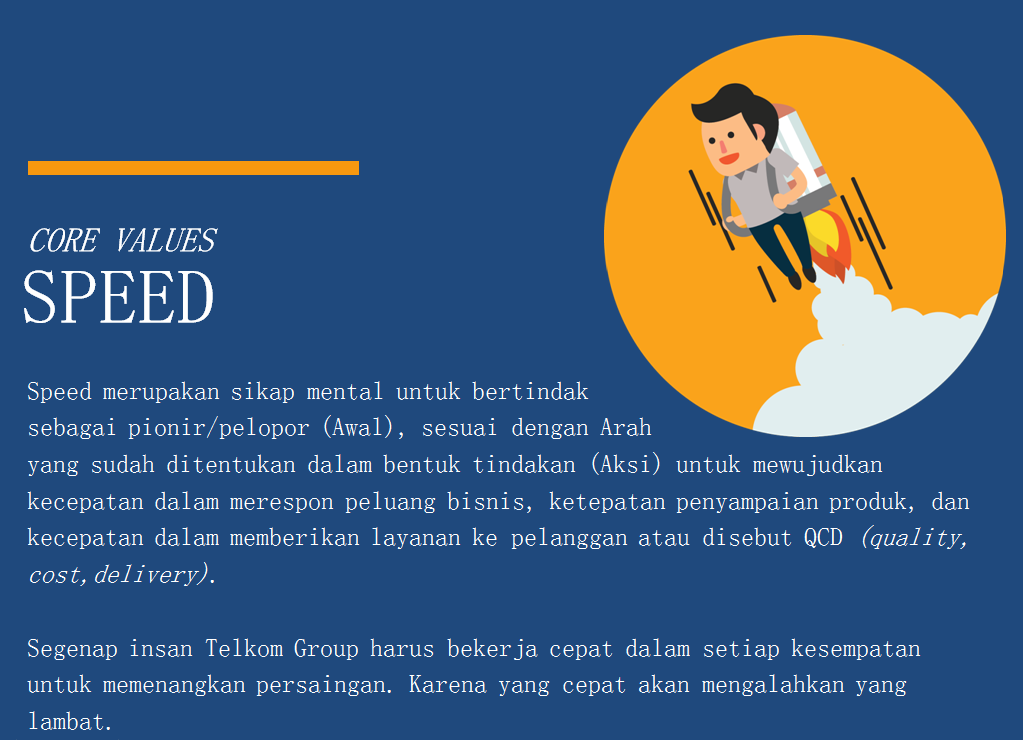 CORE VALUES
SPEED
Speed merupakan sikap mental untuk bertindak
sebagai pionir/pelopor (Awal), sesuai dengan Arah
yang sudah ditentukan dalam bentuk tindakan (Aksi) untuk mewujudkan
kecepatan dalam merespon peluang bisnis, ketepatan penyampaian produk, dan
kecepatan dalam memberikan layanan ke pelanggan atau disebut QCD (quality,
cost,delivery).
Segenap insan Telkom Group harus bekerja cepat dalam setiap kesempatan
untuk memenangkan persaingan. Karena yang cepat akan mengalahkan yang
lambat.